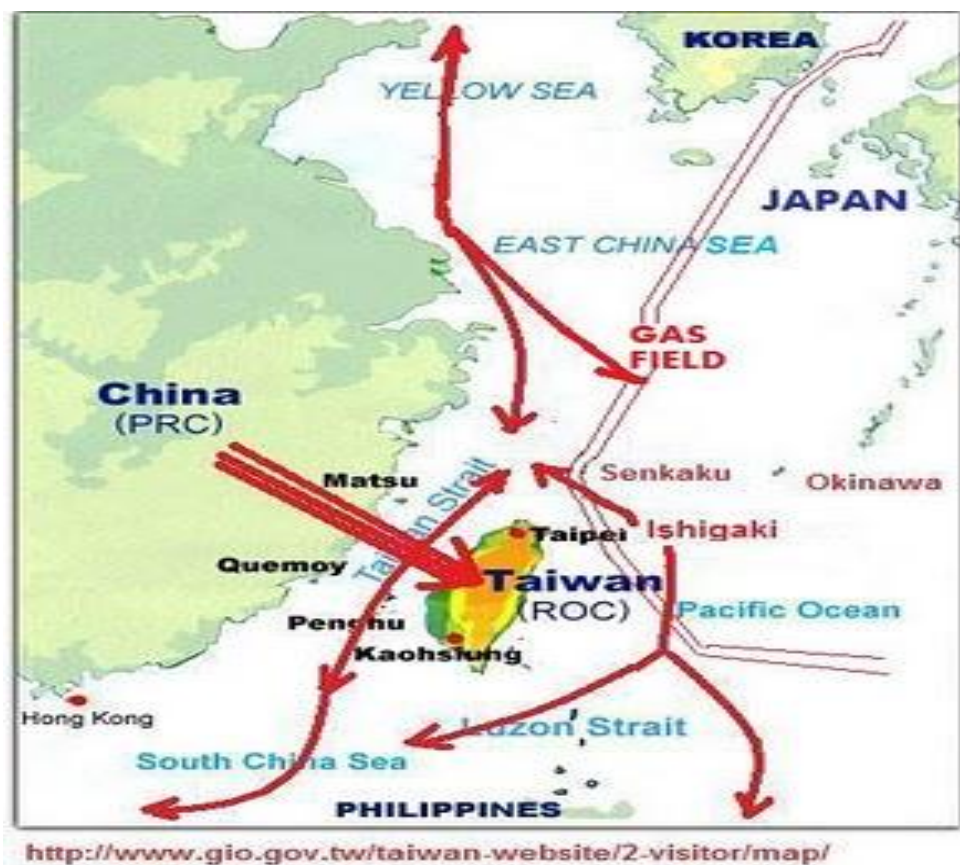 KOREA
YELLOW SEA
JAPAN
EAST CHINA SEA
GAS
FIELD
China
(PRC)
Matsu
Taiwan Strait
Senkaku
Okinawa
Taipei
Ishigaki
Quemoy
Taiwan
(ROC)
Pacific Ocean
Penghu
Kaohsiung
Hong Kong
Luzon Strait
South China Sea
PHILIPPINES
http://www.gio.gov.tw/taiwan-website/2-visitor/map/